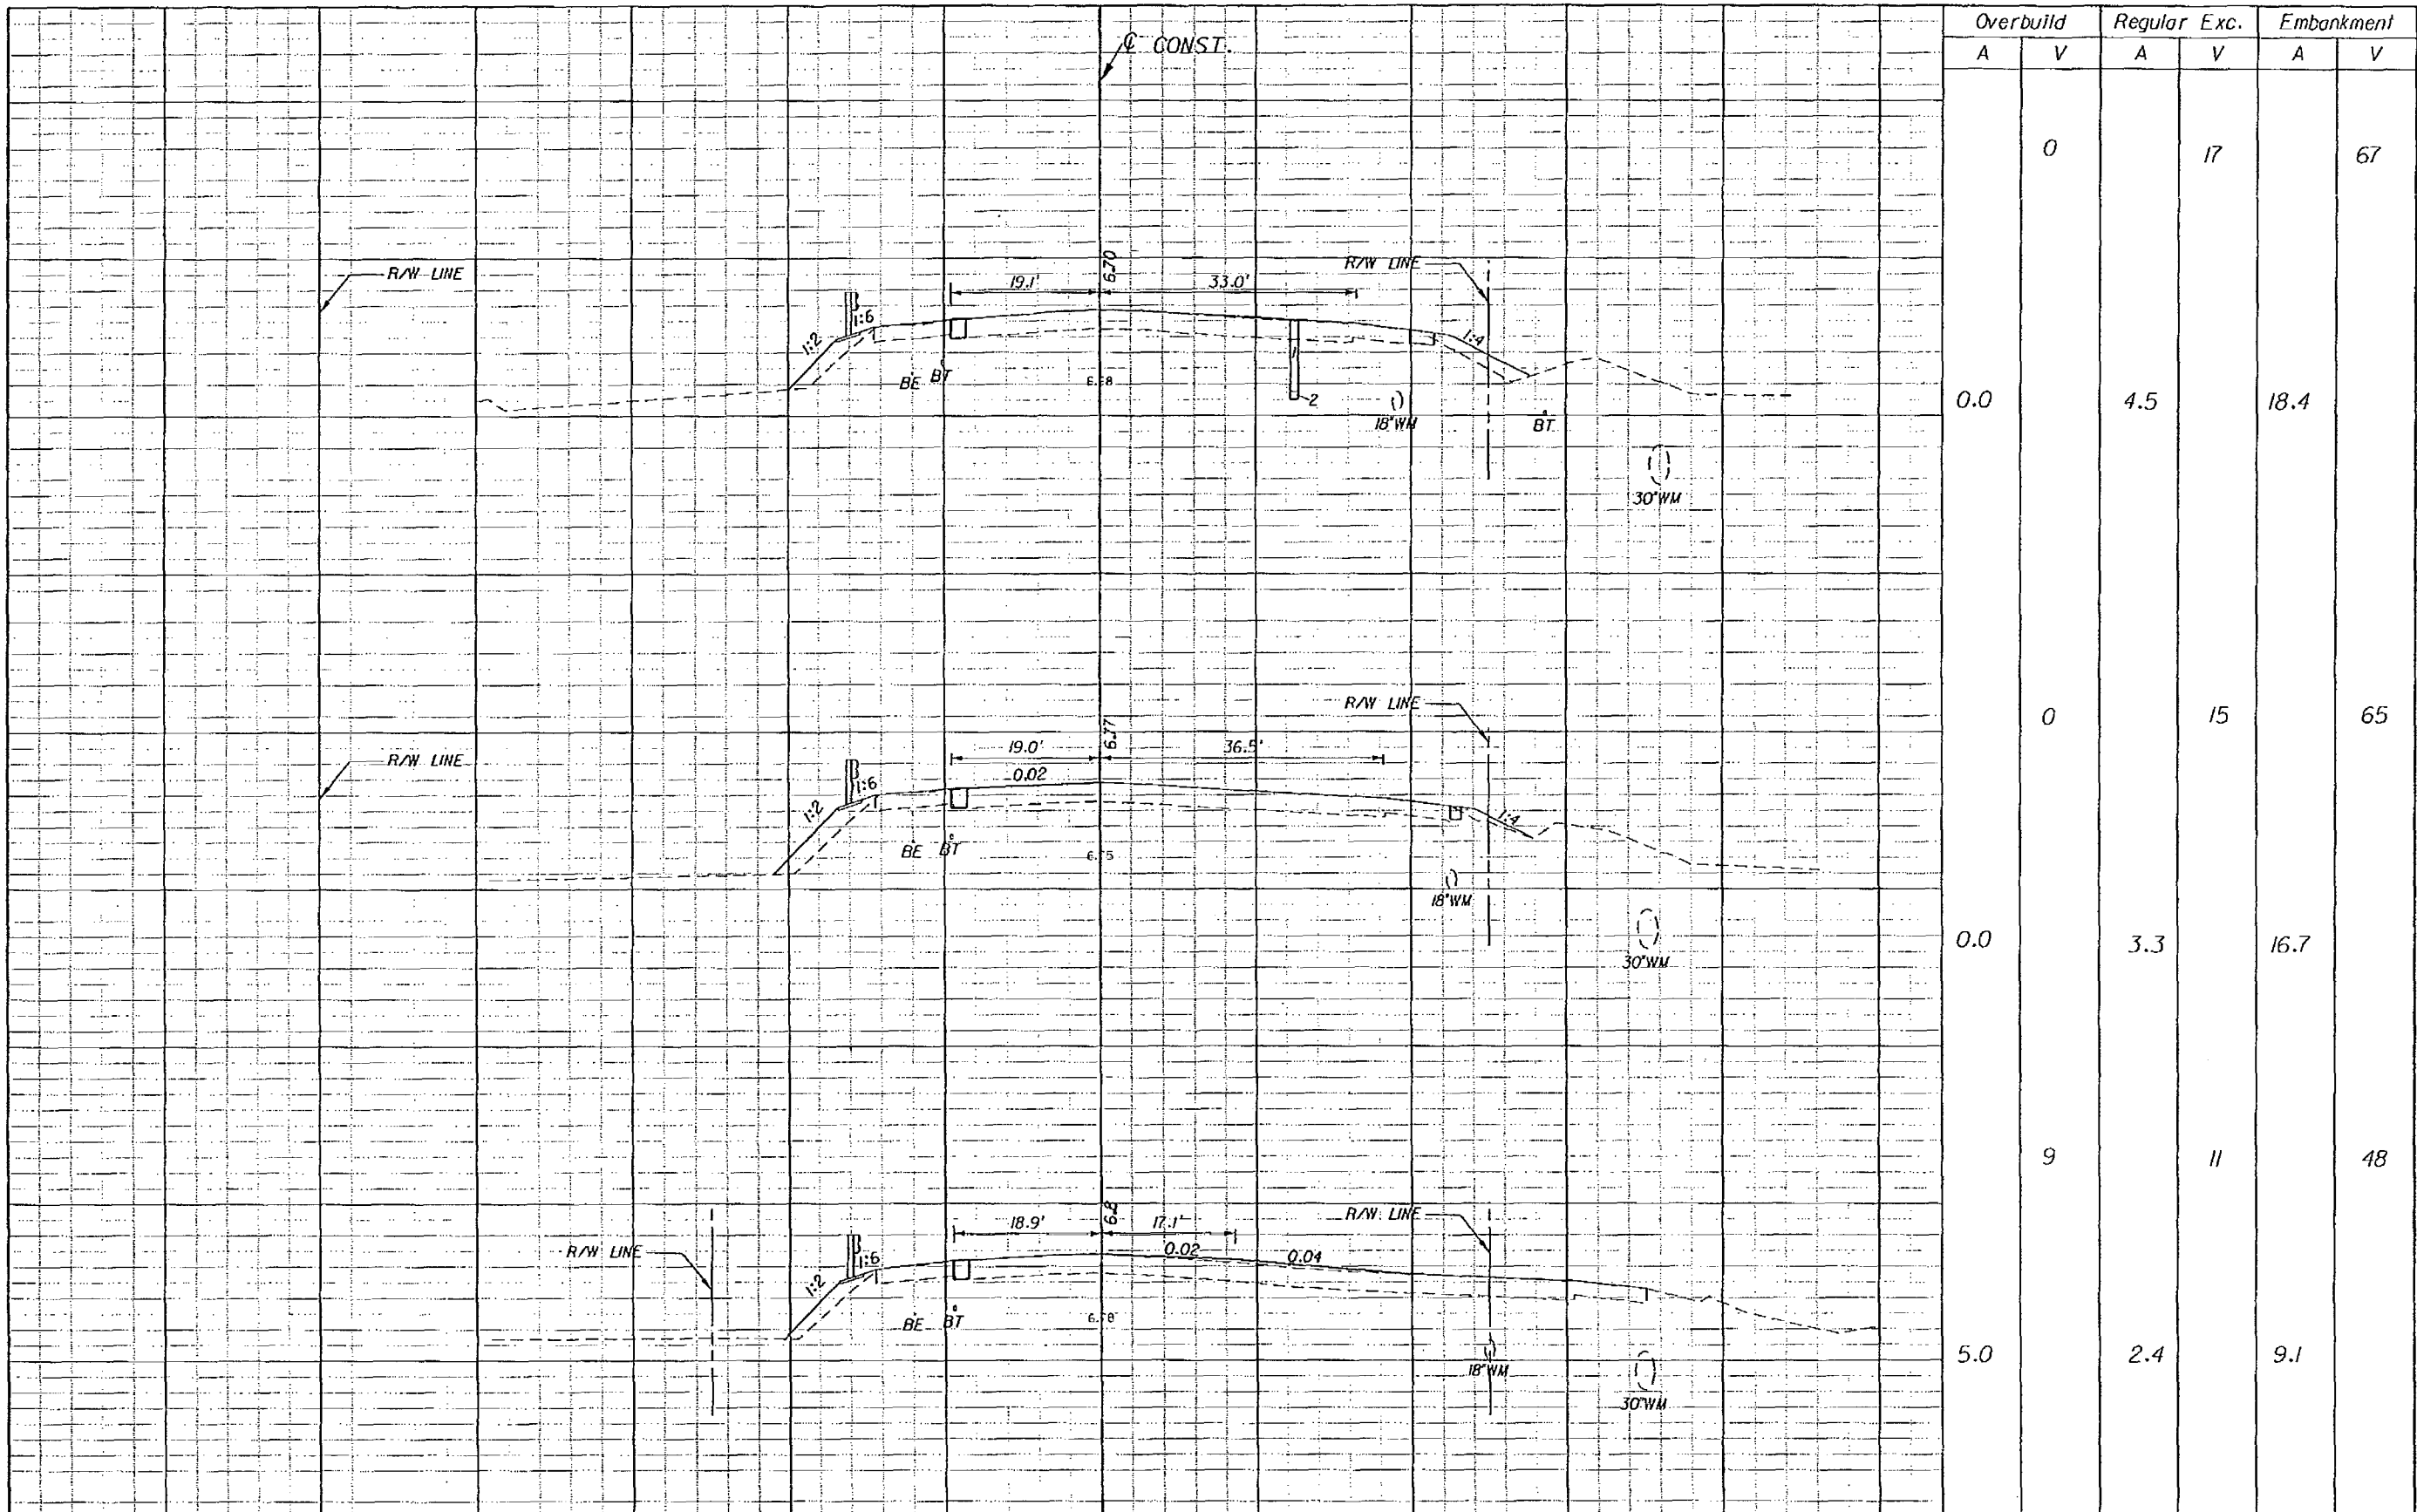 Overbuild Regular Exc. Embankment
A V A V A V
℄ CONST.
0 17 67
R/W LINE
R/W LINE
6.70
19.1' 33.0'
1:2
1:6
1:4
BE BT
1
2
18"WM
BT
30"WM
0.0 4.5 18.4
0 15 65
R/W LINE
R/W LINE
6.77
19.0' 36.5'
0.02
1:2
1:6
1:4
BE BT
18"WM
30"WM
0.0 3.3 16.7
9 11 48
R/W LINE
R/W LINE
18.9' 17.1'
0.02 0.04
1:2
1:6
BE BT
18"WM
30"WM
5.0 2.4 9.1